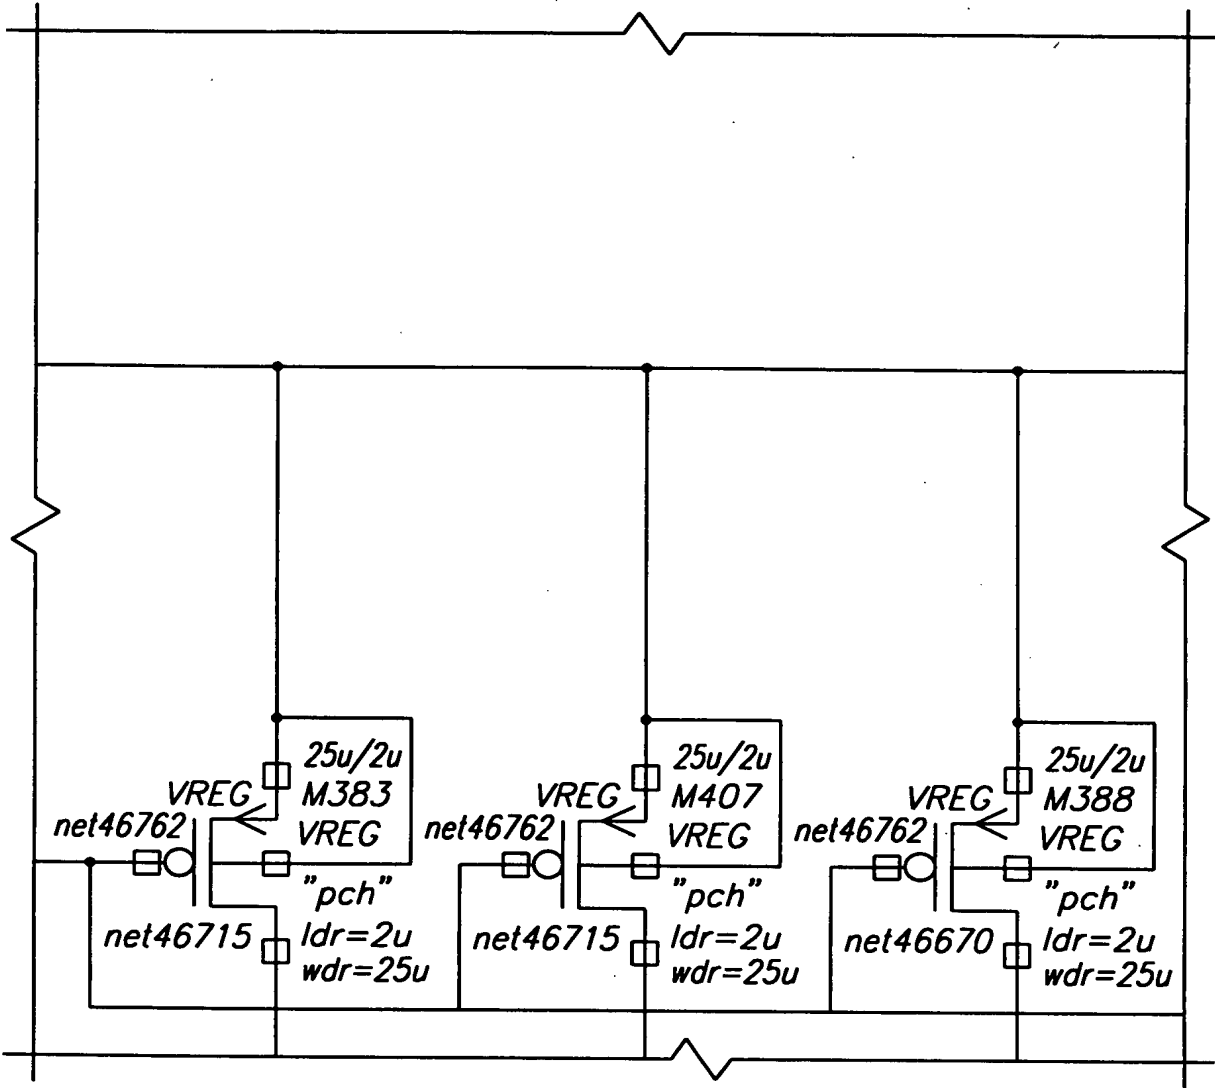 25u/2u
VREG M383
net46762 VREG
"pch"
net46715 ldr=2u
wdr=25u
25u/2u
VREG M407
net46762 VREG
"pch"
net46715 ldr=2u
wdr=25u
25u/2u
VREG M388
net46762 VREG
"pch"
net46670 ldr=2u
wdr=25u